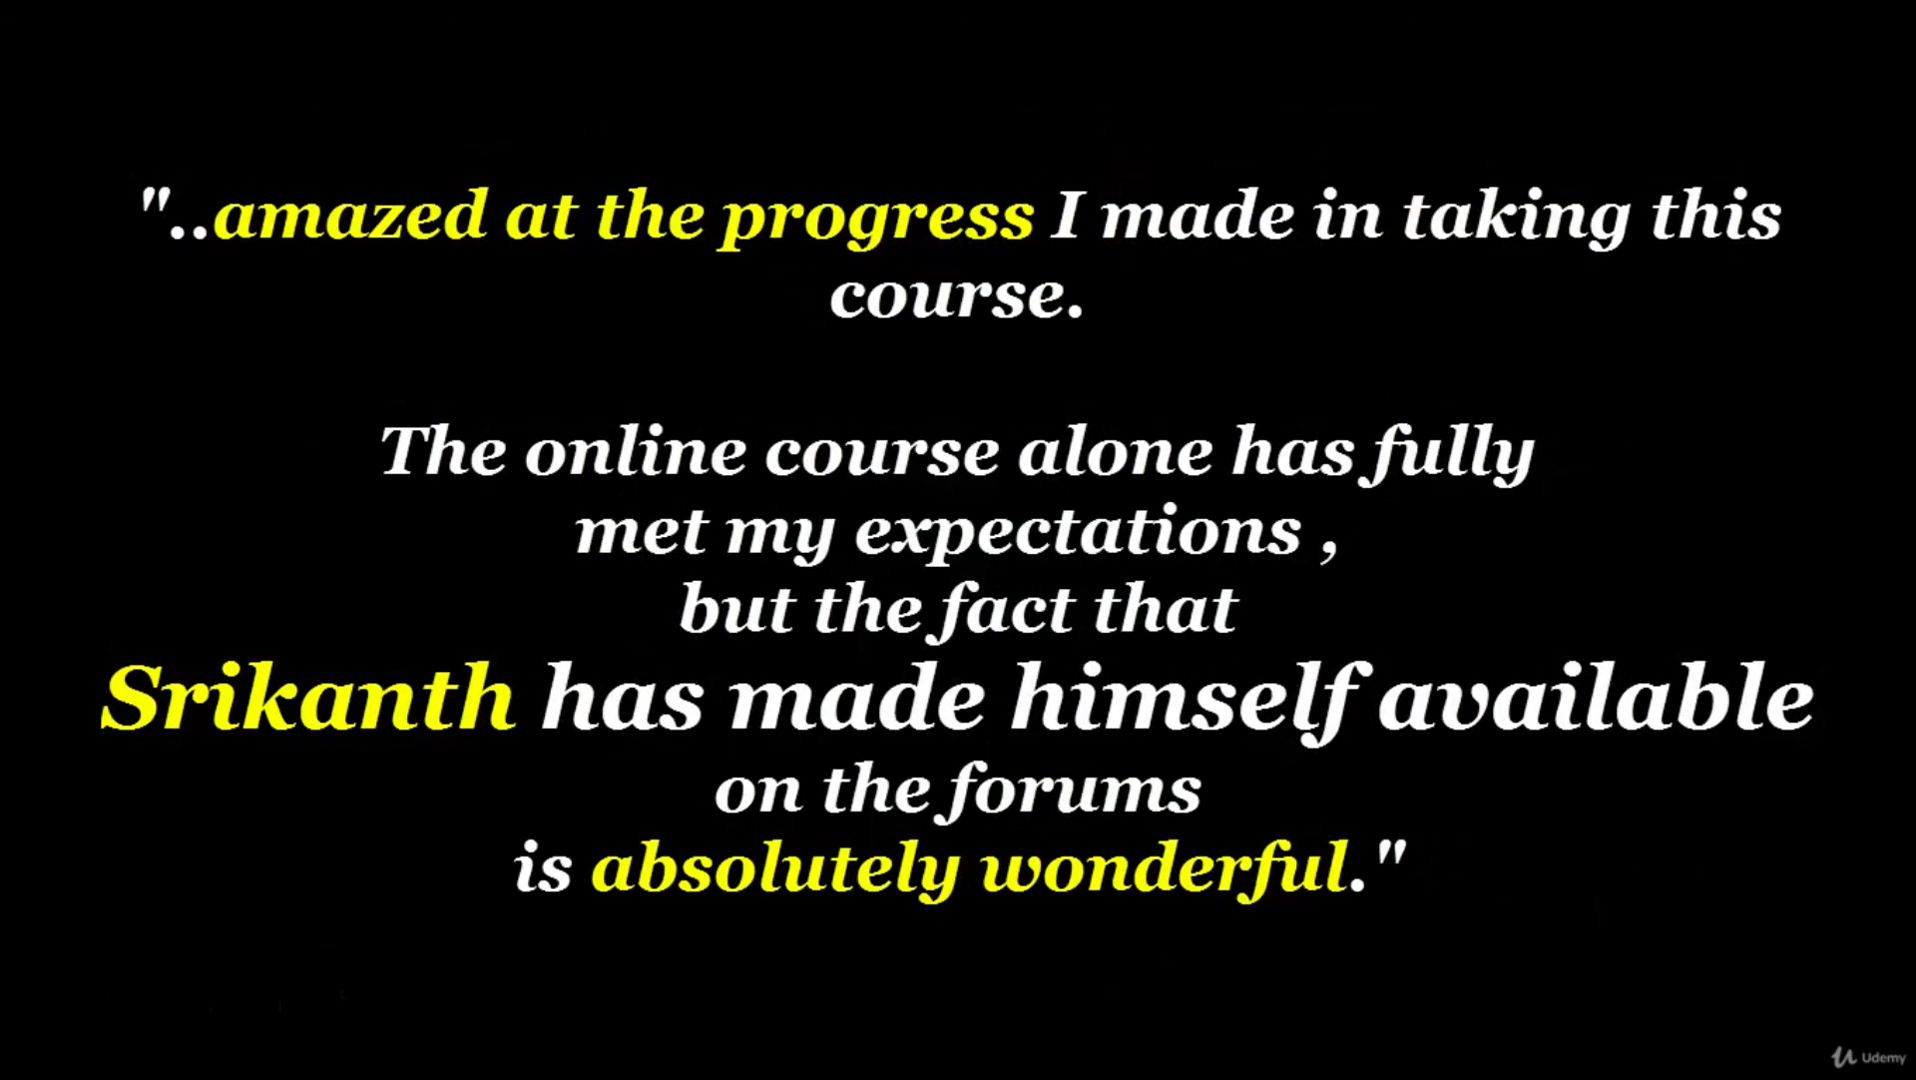 "..amazed at the progress I made in taking this
course.
The online course alone has fully
met my expectations ,
but the fact that
Srikanth has made himself available
on the forums
is absolutely wonderful."
Udemy